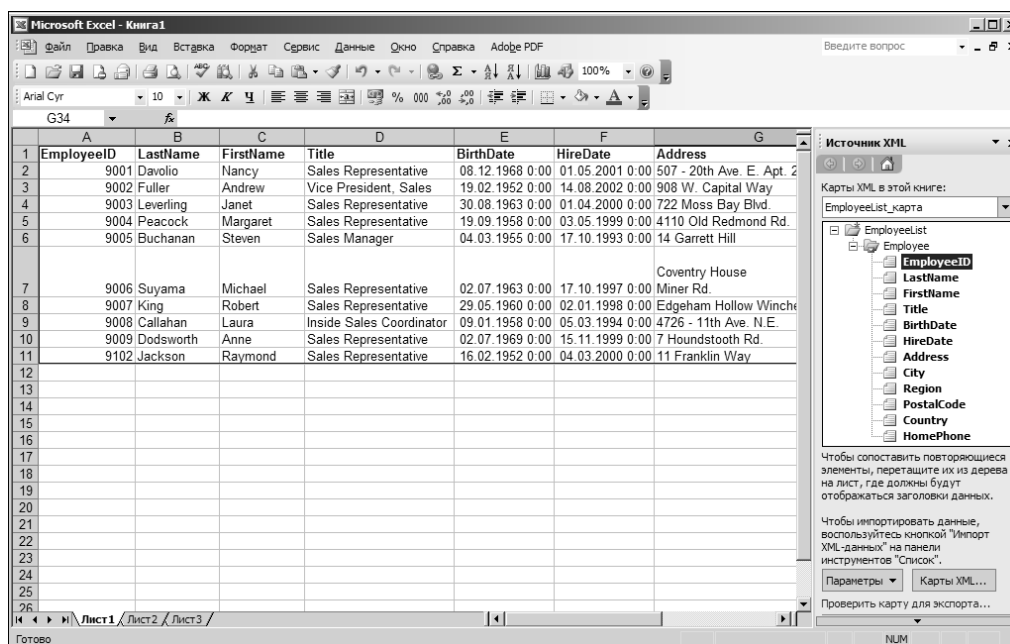 Microsoft Excel - Книга1
Файл Правка Вид Вставка Формат Сервис Данные Окно Справка Adobe PDF Введите вопрос
100%
Arial Cyr 10 Ж К Ч % 000
G34 fx
A B C D E F G
1 EmployeeID LastName FirstName Title BirthDate HireDate Address
2 9001 Davolio Nancy Sales Representative 08.12.1968 0:00 01.05.2001 0:00 507 - 20th Ave. E. Apt. 2
3 9002 Fuller Andrew Vice President, Sales 19.02.1952 0:00 14.08.2002 0:00 908 W. Capital Way
4 9003 Leverling Janet Sales Representative 30.08.1963 0:00 01.04.2000 0:00 722 Moss Bay Blvd.
5 9004 Peacock Margaret Sales Representative 19.09.1958 0:00 03.05.1999 0:00 4110 Old Redmond Rd.
6 9005 Buchanan Steven Sales Manager 04.03.1955 0:00 17.10.1993 0:00 14 Garrett Hill
Coventry House
7 9006 Suyama Michael Sales Representative 02.07.1963 0:00 17.10.1997 0:00 Miner Rd.
8 9007 King Robert Sales Representative 29.05.1960 0:00 02.01.1998 0:00 Edgeham Hollow Winche
9 9008 Callahan Laura Inside Sales Coordinator 09.01.1958 0:00 05.03.1994 0:00 4726 - 11th Ave. N.E.
10 9009 Dodsworth Anne Sales Representative 02.07.1969 0:00 15.11.1999 0:00 7 Houndstooth Rd.
11 9102 Jackson Raymond Sales Representative 16.02.1952 0:00 04.03.2000 0:00 11 Franklin Way
12
13
14
15
16
17
18
19
20
21
22
23
24
25
26
Лист1 Лист2 Лист3
Готово
NUM
Источник XML
Карты XML в этой книге:
EmployeeList_карта
EmployeeList
Employee
EmployeeID
LastName
FirstName
Title
BirthDate
HireDate
Address
City
Region
PostalCode
Country
HomePhone
Чтобы сопоставить повторяющиеся
элементы, перетащите их из дерева
на лист, где должны будут
отображаться заголовки данных.
Чтобы импортировать данные,
воспользуйтесь кнопкой "Импорт
XML-данных" на панели
инструментов "Список".
Параметры Карты XML...
Проверить карту для экспорта...